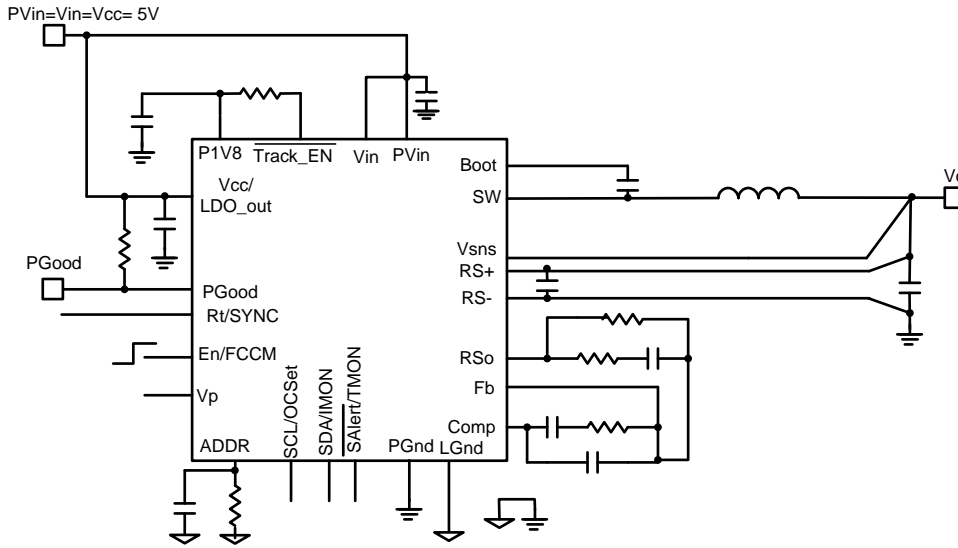 PVin=Vin=Vcc= 5V
P1V8
Track_EN
Vin
PVin
Boot
Vcc/
LDO_out
SW
Vsns
PGood
RS+
PGood
RS-
Rt/SYNC
En/FCCM
RSo
Vp
Fb
Comp
ADDR
SCL/OCSet
SDA/IMON
SAlert/TMON
PGnd
LGnd